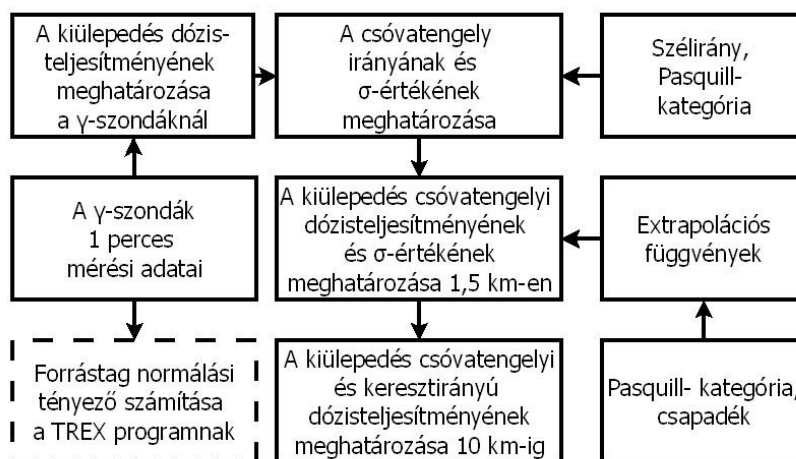 A kiülepedés dózis-
teljesítményének
meghatározása
a γ-szondáknál
A csóvatengely
irányának és
σ-értékének
meghatározása
Szélirány,
Pasquill-
kategória
A γ-szondák
1 perces
mérési adatai
A kiülepedés csóvatengelyi
dózisteljesítményének
és σ-értékének
meghatározása 1,5 km-en
Extrapolációs
függvények
Forrástag normálási
tényező számítása
a TREX programnak
A kiülepedés csóvatengelyi
és keresztirányú
dózisteljesítményének
meghatározása 10 km-ig
Pasquill- kategória,
csapadék